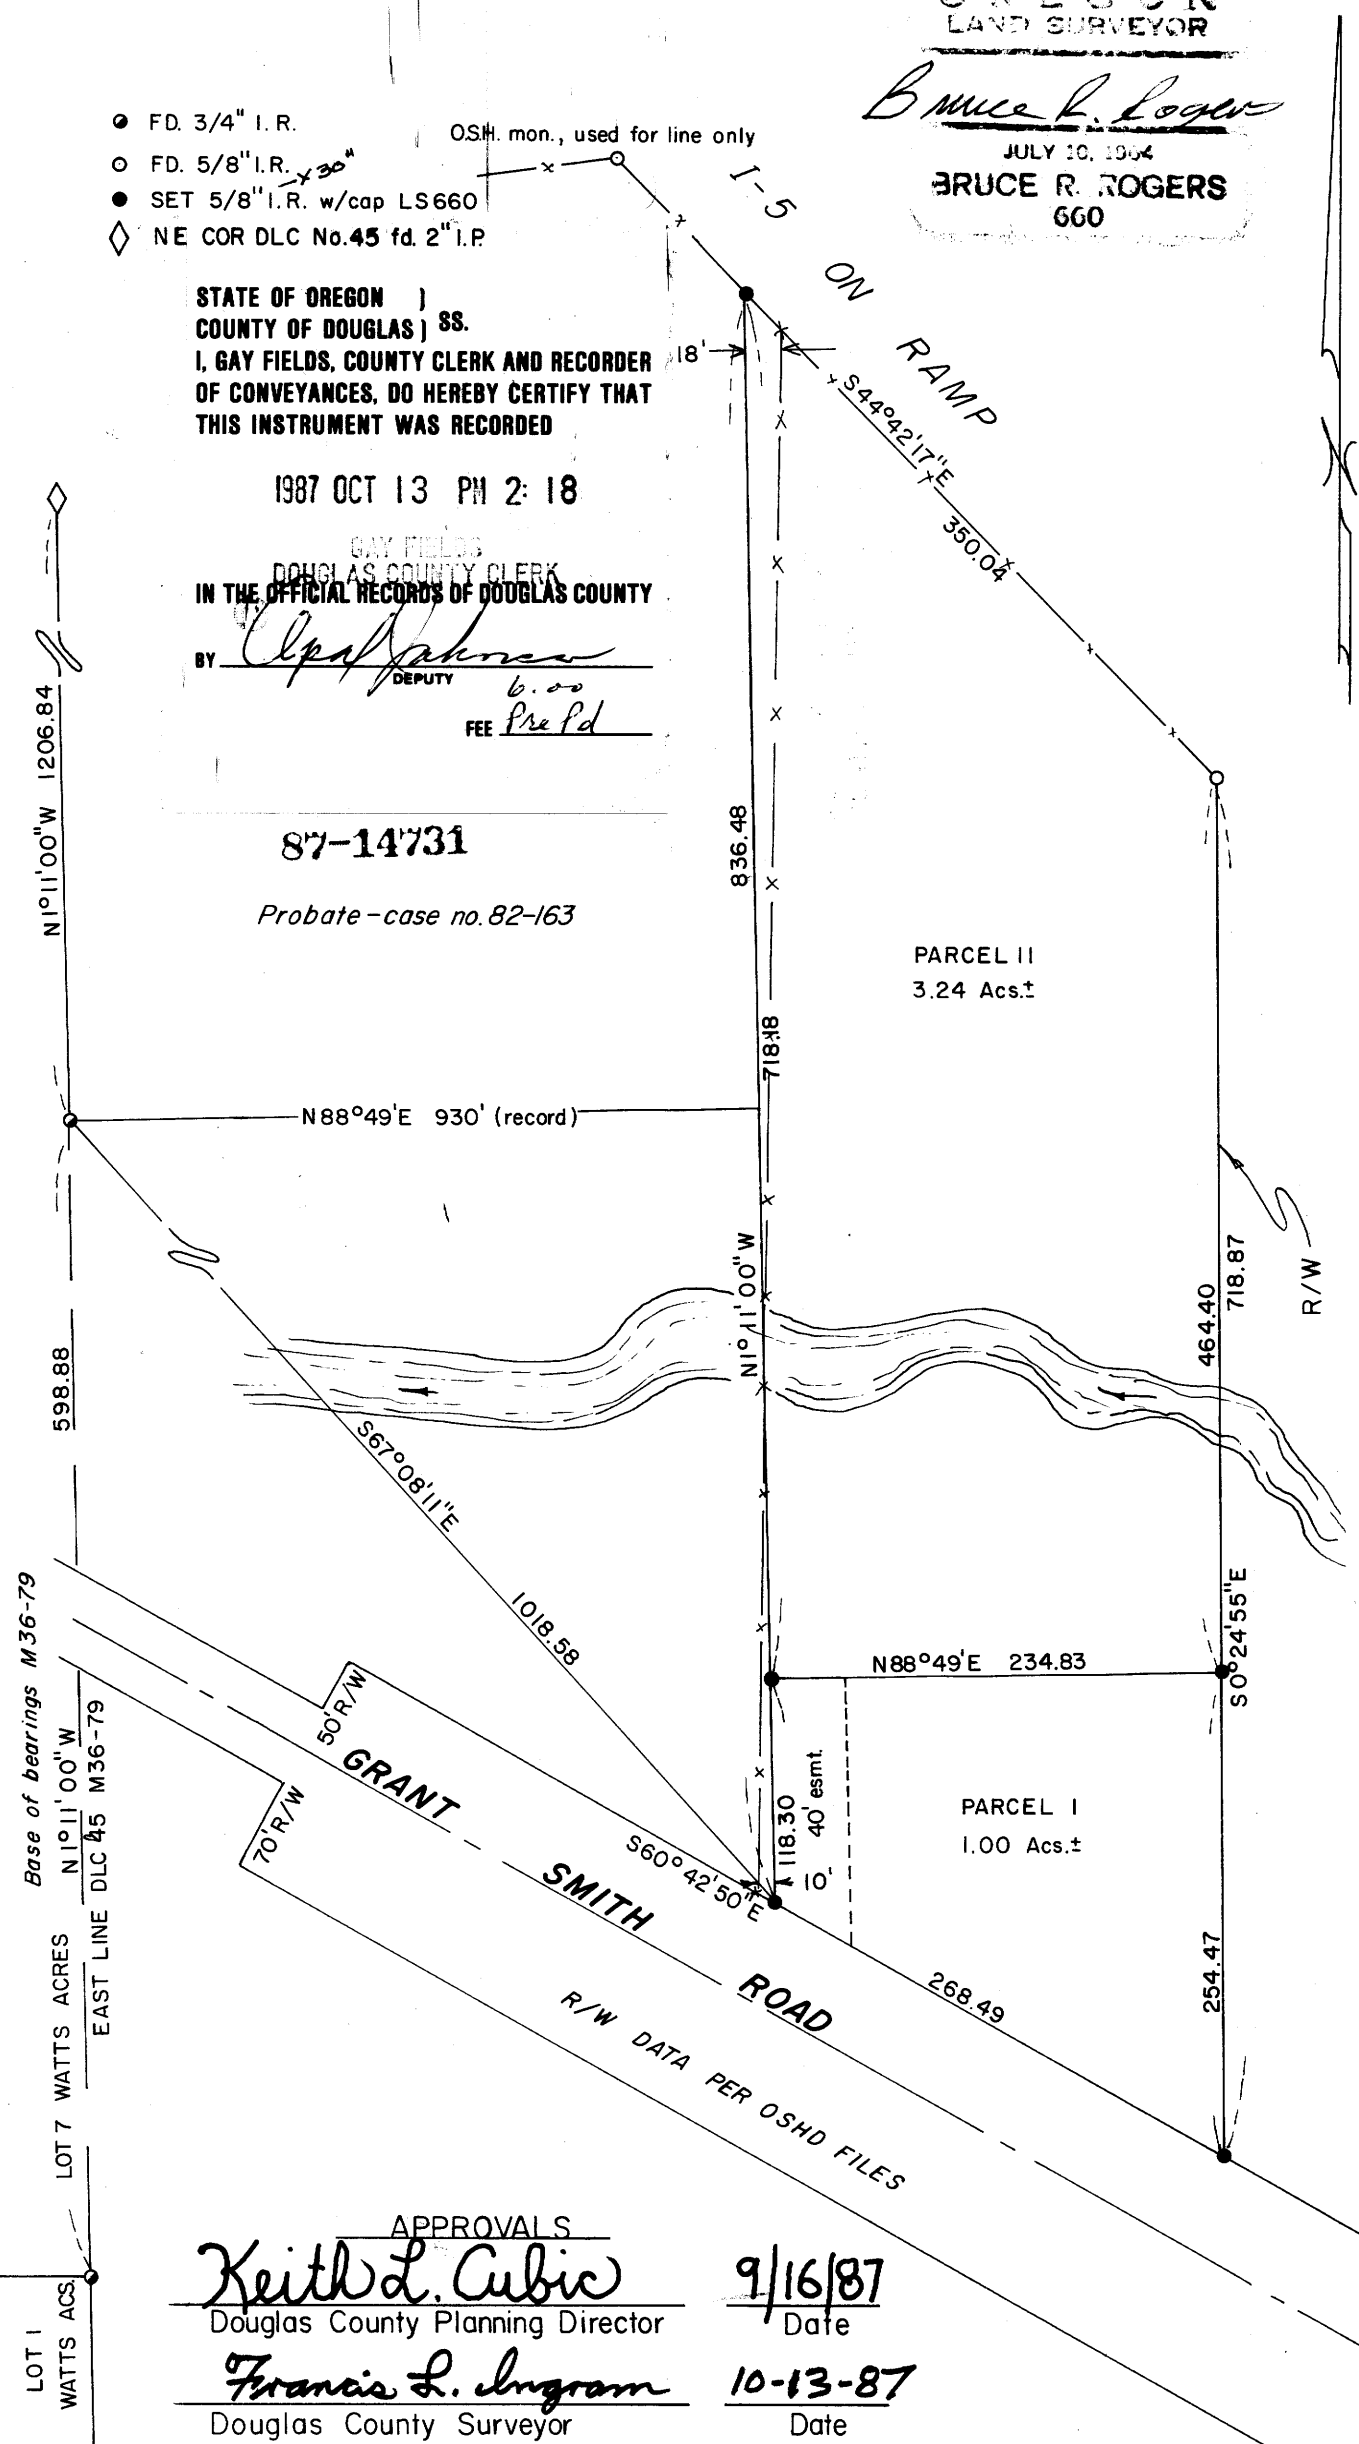 OREGON
LAND SURVEYOR
Bruce R. Rogers
JULY 10, 1964
BRUCE R. ROGERS
660
FD. 3/4" I.R.
FD. 5/8" I.R.
x 30"
SET 5/8" I.R. w/cap LS660
NE COR DLC No.45 fd. 2" I.P.
O.S.H. mon., used for line only
I-5 ON RAMP
STATE OF OREGON )
COUNTY OF DOUGLAS ) SS.
I, GAY FIELDS, COUNTY CLERK AND RECORDER
OF CONVEYANCES, DO HEREBY CERTIFY THAT
THIS INSTRUMENT WAS RECORDED
1987 OCT 13 PM 2:18
GAY FIELDS
DOUGLAS COUNTY CLERK
IN THE OFFICIAL RECORDS OF DOUGLAS COUNTY
BY Opal Johnson
DEPUTY
6.00
FEE Pre Pd
87-14731
Probate-case no. 82-163
18'
S44°42'17"E
350.04
N1°11'00"W 1206.84
836.48
PARCEL II
3.24 Acs.±
718.18
N88°49'E 930' (record)
N1°11'00"W
R/W
464.40
718.87
598.88
S67°08'11"E
1018.58
S0°24'55"E
N88°49'E 234.83
50' R/W
70' R/W
GRANT SMITH ROAD
S60°42'50"E
118.30
40' esmt.
10'
PARCEL I
1.00 Acs.±
268.49
254.47
R/W DATA PER OSHD FILES
Base of bearings M36-79
N1°11'00"W
EAST LINE DLC 45 M36-79
LOT 7 WATTS ACRES
LOT 1
WATTS ACS.
APPROVALS
Keith L. Cubic 9/16/87
Douglas County Planning Director Date
Francis L. Ingram 10-13-87
Douglas County Surveyor Date